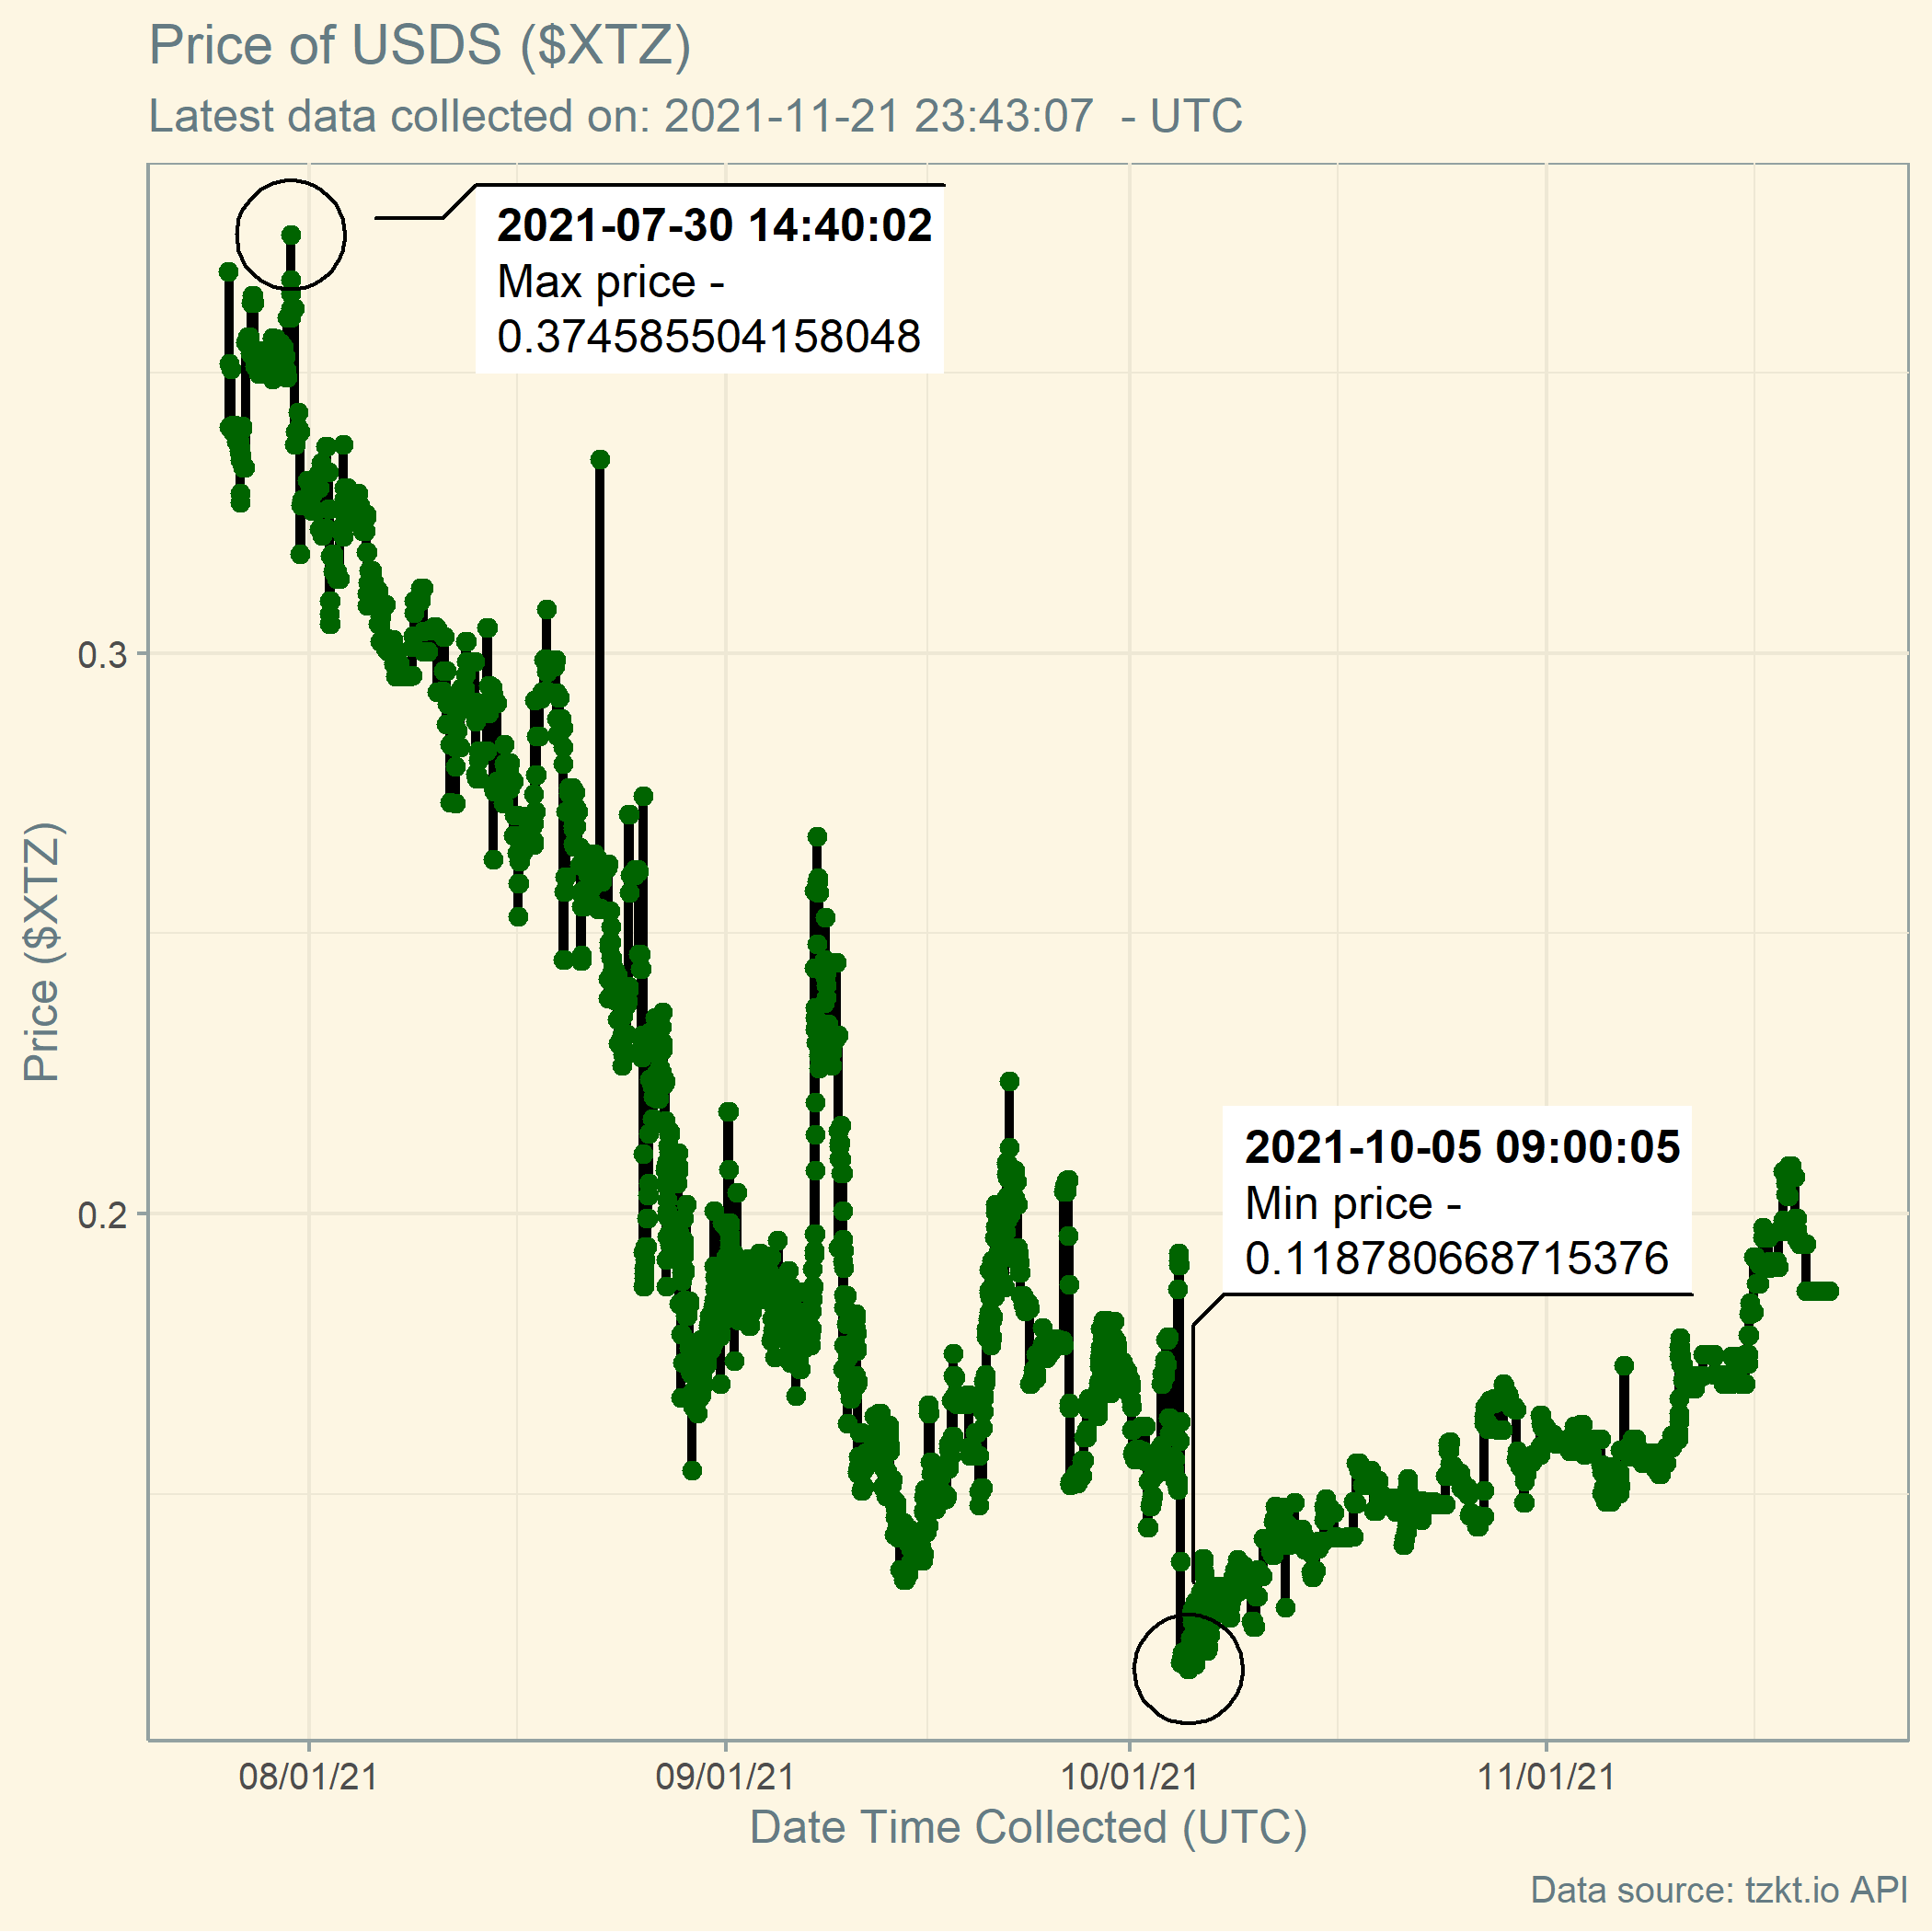 Price of USDS ($XTZ)
Latest data collected on: 2021-11-21 23:43:07  - UTC
2021-07-30 14:40:02
Max price -
0.374585504158048
0.3
Price ($XTZ)
2021-10-05 09:00:05
Min price -
0.118780668715376
0.2
08/01/21
09/01/21
10/01/21
11/01/21
Date Time Collected (UTC)
Data source: tzkt.io API